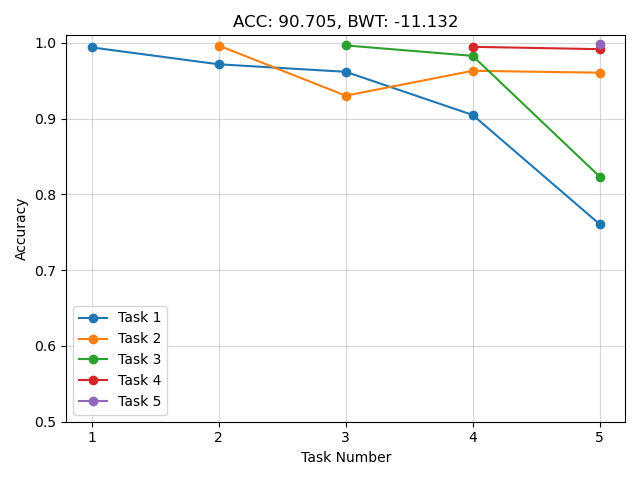 ACC: 90.705, BWT: -11.132
1.0
0.9
0.8
0.7
0.6
0.5
Accuracy
Task 1
Task 2
Task 3
Task 4
Task 5
1 2 3 4 5
Task Number